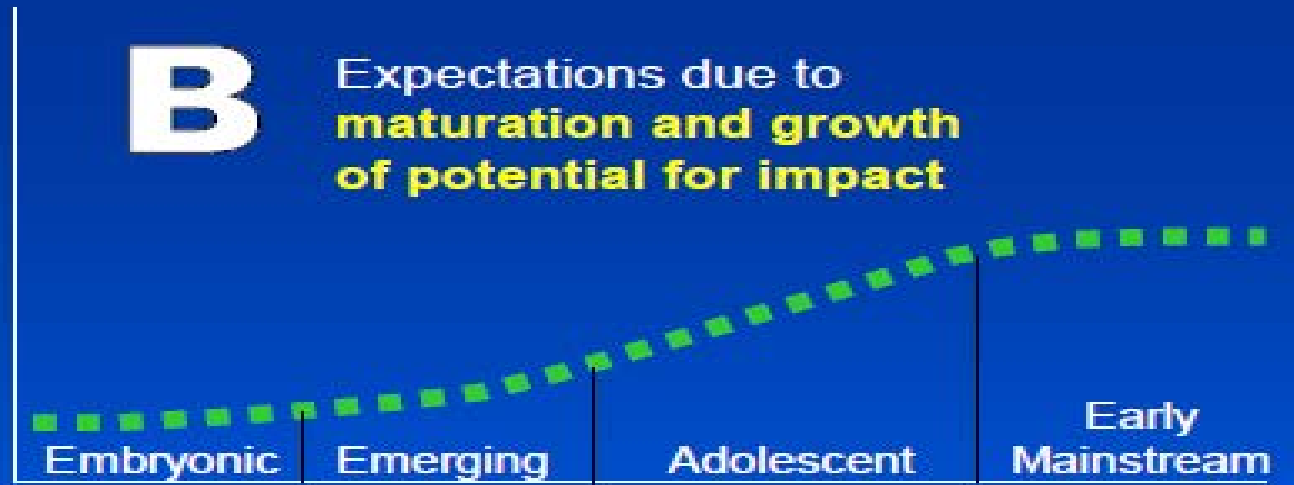 B
Expectations due to
maturation and growth
of potential for impact
Embryonic
Emerging
Adolescent
Early
Mainstream